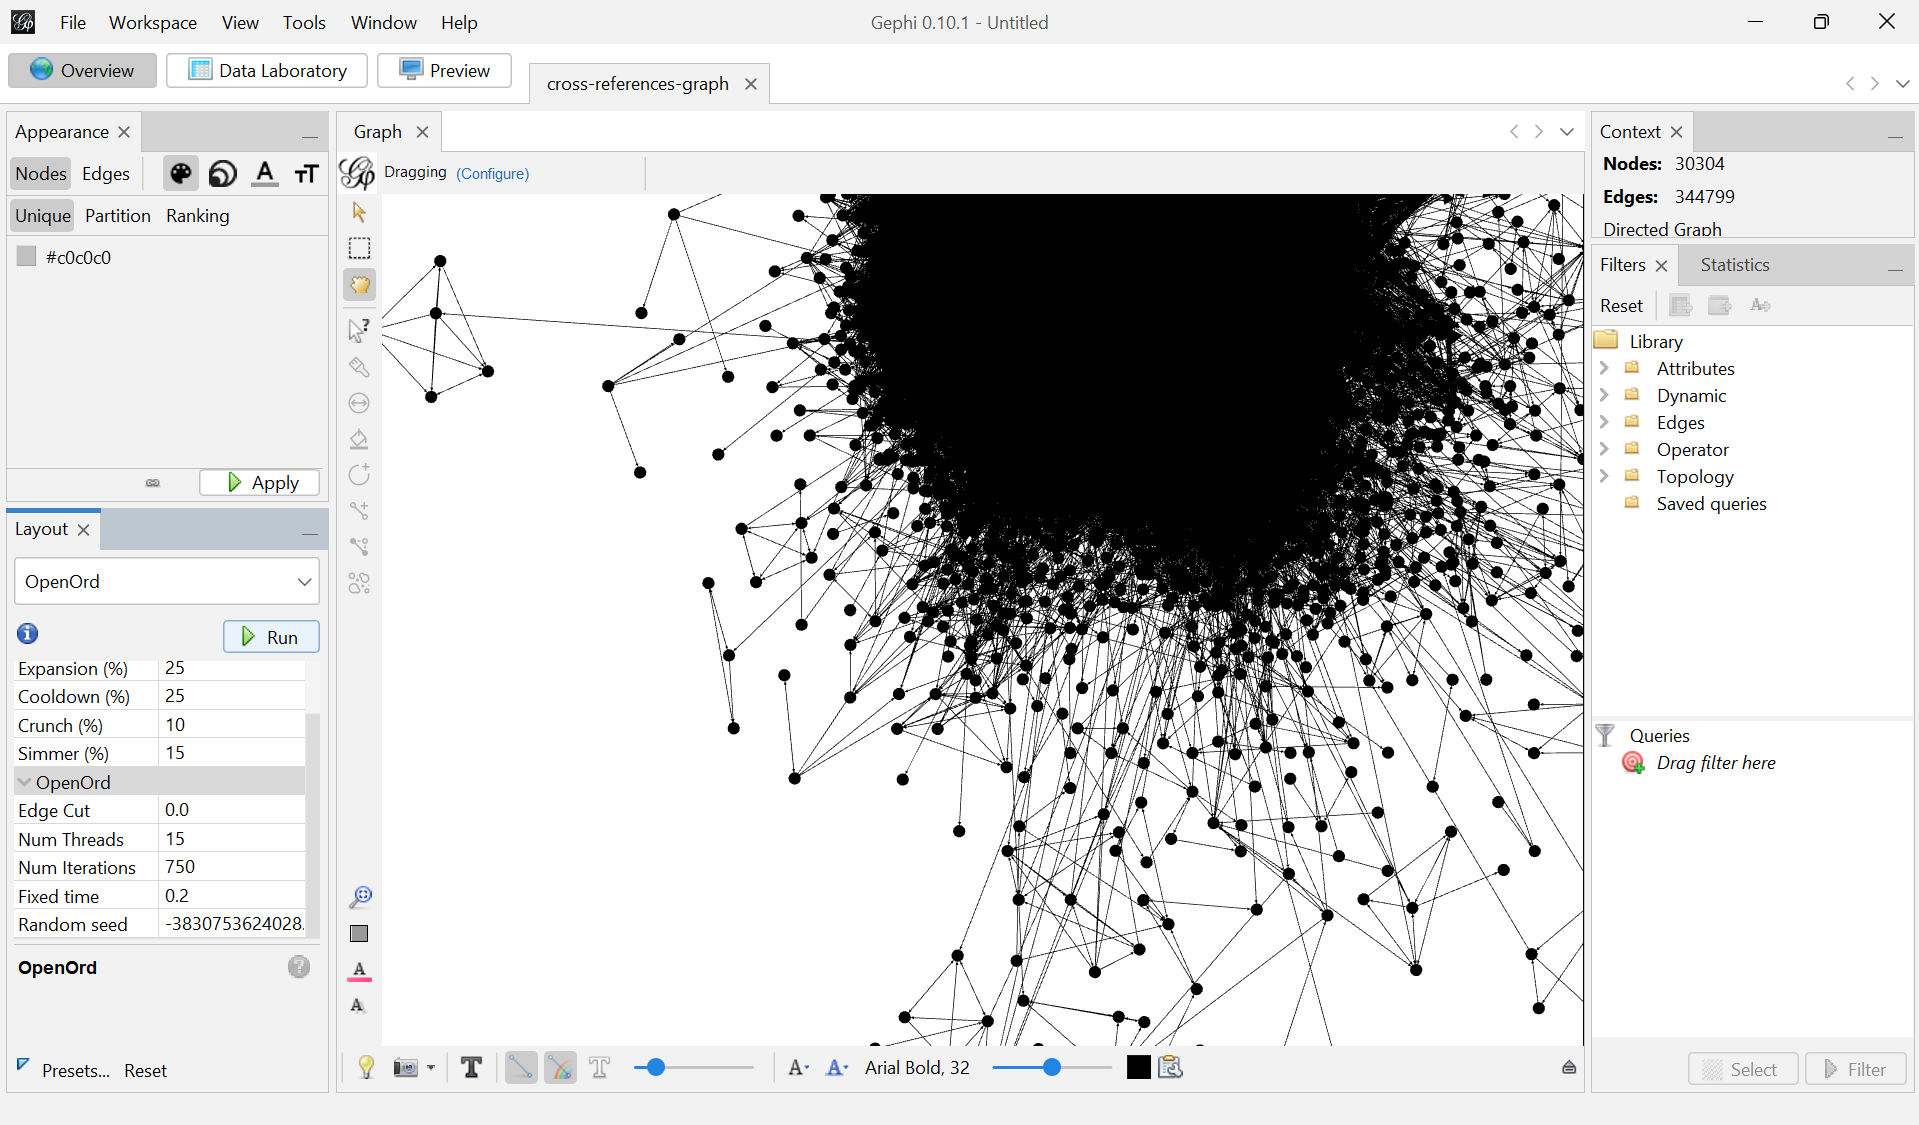 File Workspace View Tools Window Help
Gephi 0.10.1 - Untitled
Overview Data Laboratory Preview
cross-references-graph
Appearance
Nodes Edges
Unique Partition Ranking
#c0c0c0
Apply
Layout
OpenOrd
Run
Expansion (%) 25
Cooldown (%) 25
Crunch (%) 10
Simmer (%) 15
OpenOrd
Edge Cut 0.0
Num Threads 15
Num Iterations 750
Fixed time 0.2
Random seed -3830753624028.
OpenOrd
Presets... Reset
Graph
Dragging (Configure)
Arial Bold, 32
Context
Nodes: 30304
Edges: 344799
Directed Graph
Filters Statistics
Reset
Library
Attributes
Dynamic
Edges
Operator
Topology
Saved queries
Queries
Drag filter here
Select Filter